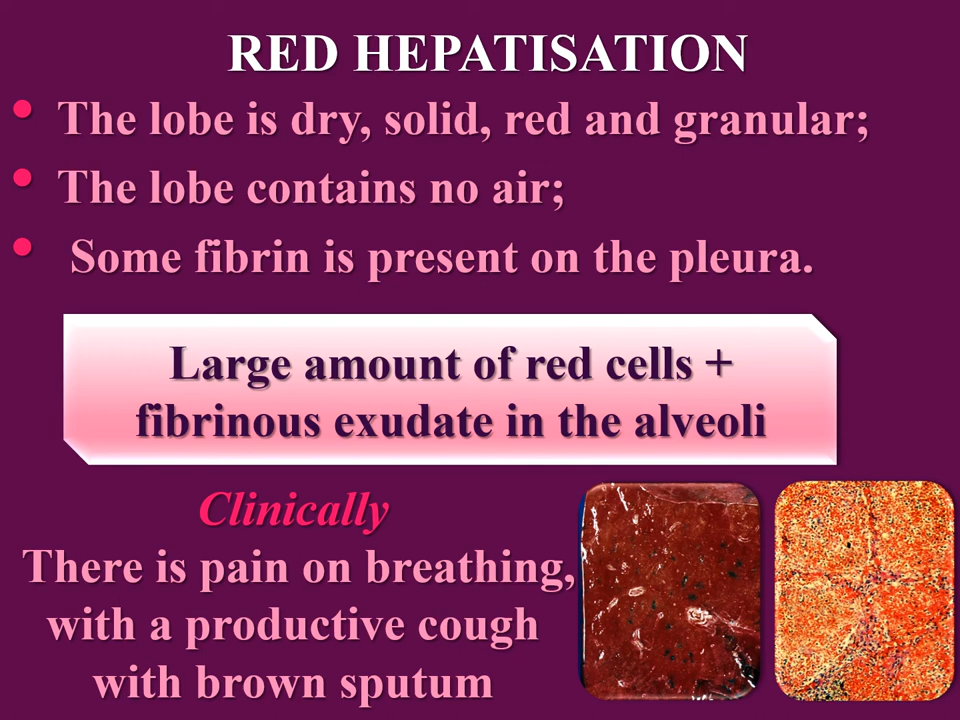 RED HEPATISATION
• The lobe is dry, solid, red and granular;
• The lobe contains no air;
• Some fibrin is present on the pleura.
Large amount of red cells +
fibrinous exudate in the alveoli
Clinically
There is pain on breathing,
with a productive cough
with brown sputum